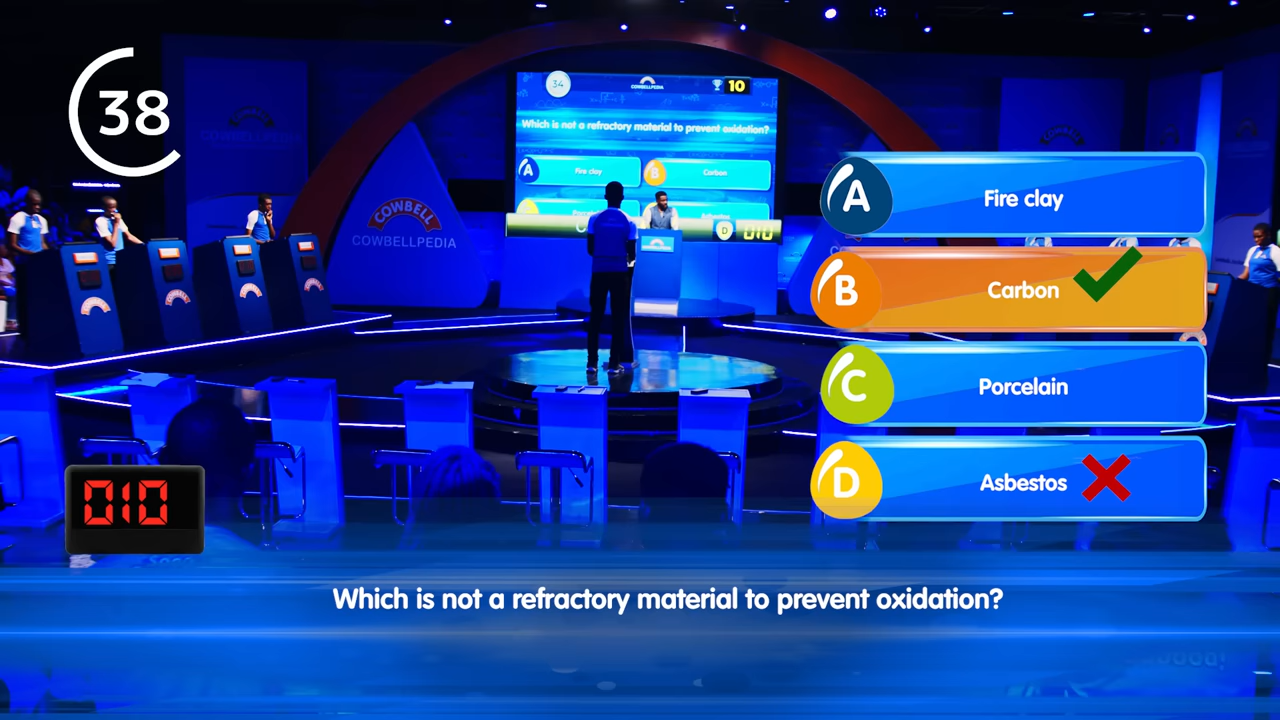 38
34
COWBELLPEDIA
10
Which is not a refractory material to prevent oxidation?
A
Fire clay
B
Carbon
D
010
COWBELL
COWBELLPEDIA
A
Fire clay
B
Carbon
C
Porcelain
D
Asbestos
010
Which is not a refractory material to prevent oxidation?